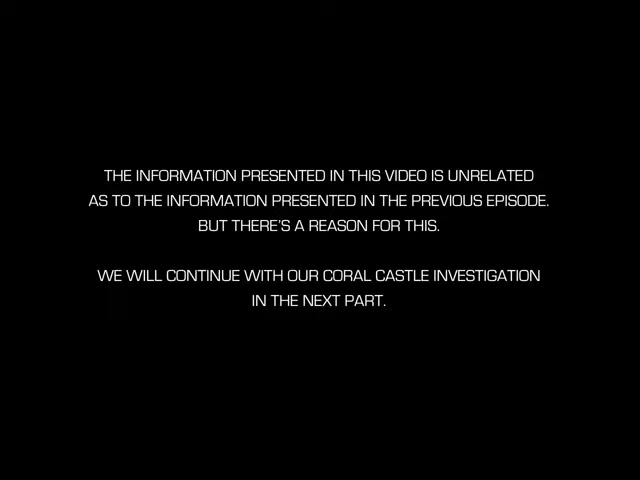 THE INFORMATION PRESENTED IN THIS VIDEO IS UNRELATED
AS TO THE INFORMATION PRESENTED IN THE PREVIOUS EPISODE.
BUT THERE'S A REASON FOR THIS.
WE WILL CONTINUE WITH OUR CORAL CASTLE INVESTIGATION
IN THE NEXT PART.